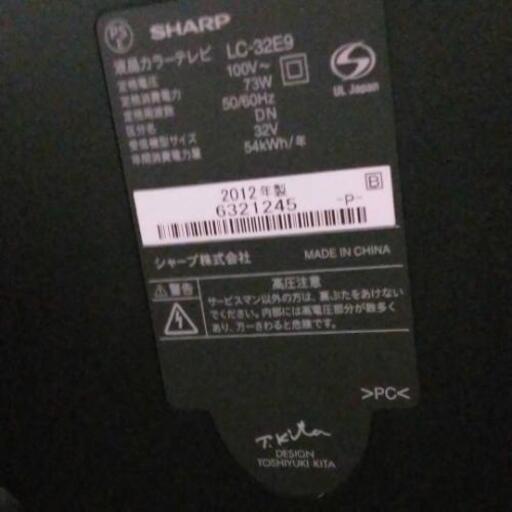 PS
E
SHARP
液晶カラーテレビ LC-32E9
定格電圧 100V～
定格消費電力 73W
定格周波数 50/60Hz
区分名 DN
受信機型サイズ 32V
年間消費電力量 54kWh/年
UL Japan
2012年製 B
6321245 -P-
シャープ株式会社 MADE IN CHINA
警告 高圧注意
サービスマン以外の方は、裏ぶたをあけない
でください。内部には高電圧部分が数多く
あり、万一さわると危険です。
>PC<
T.Kita
DESIGN
TOSHIYUKI KITA